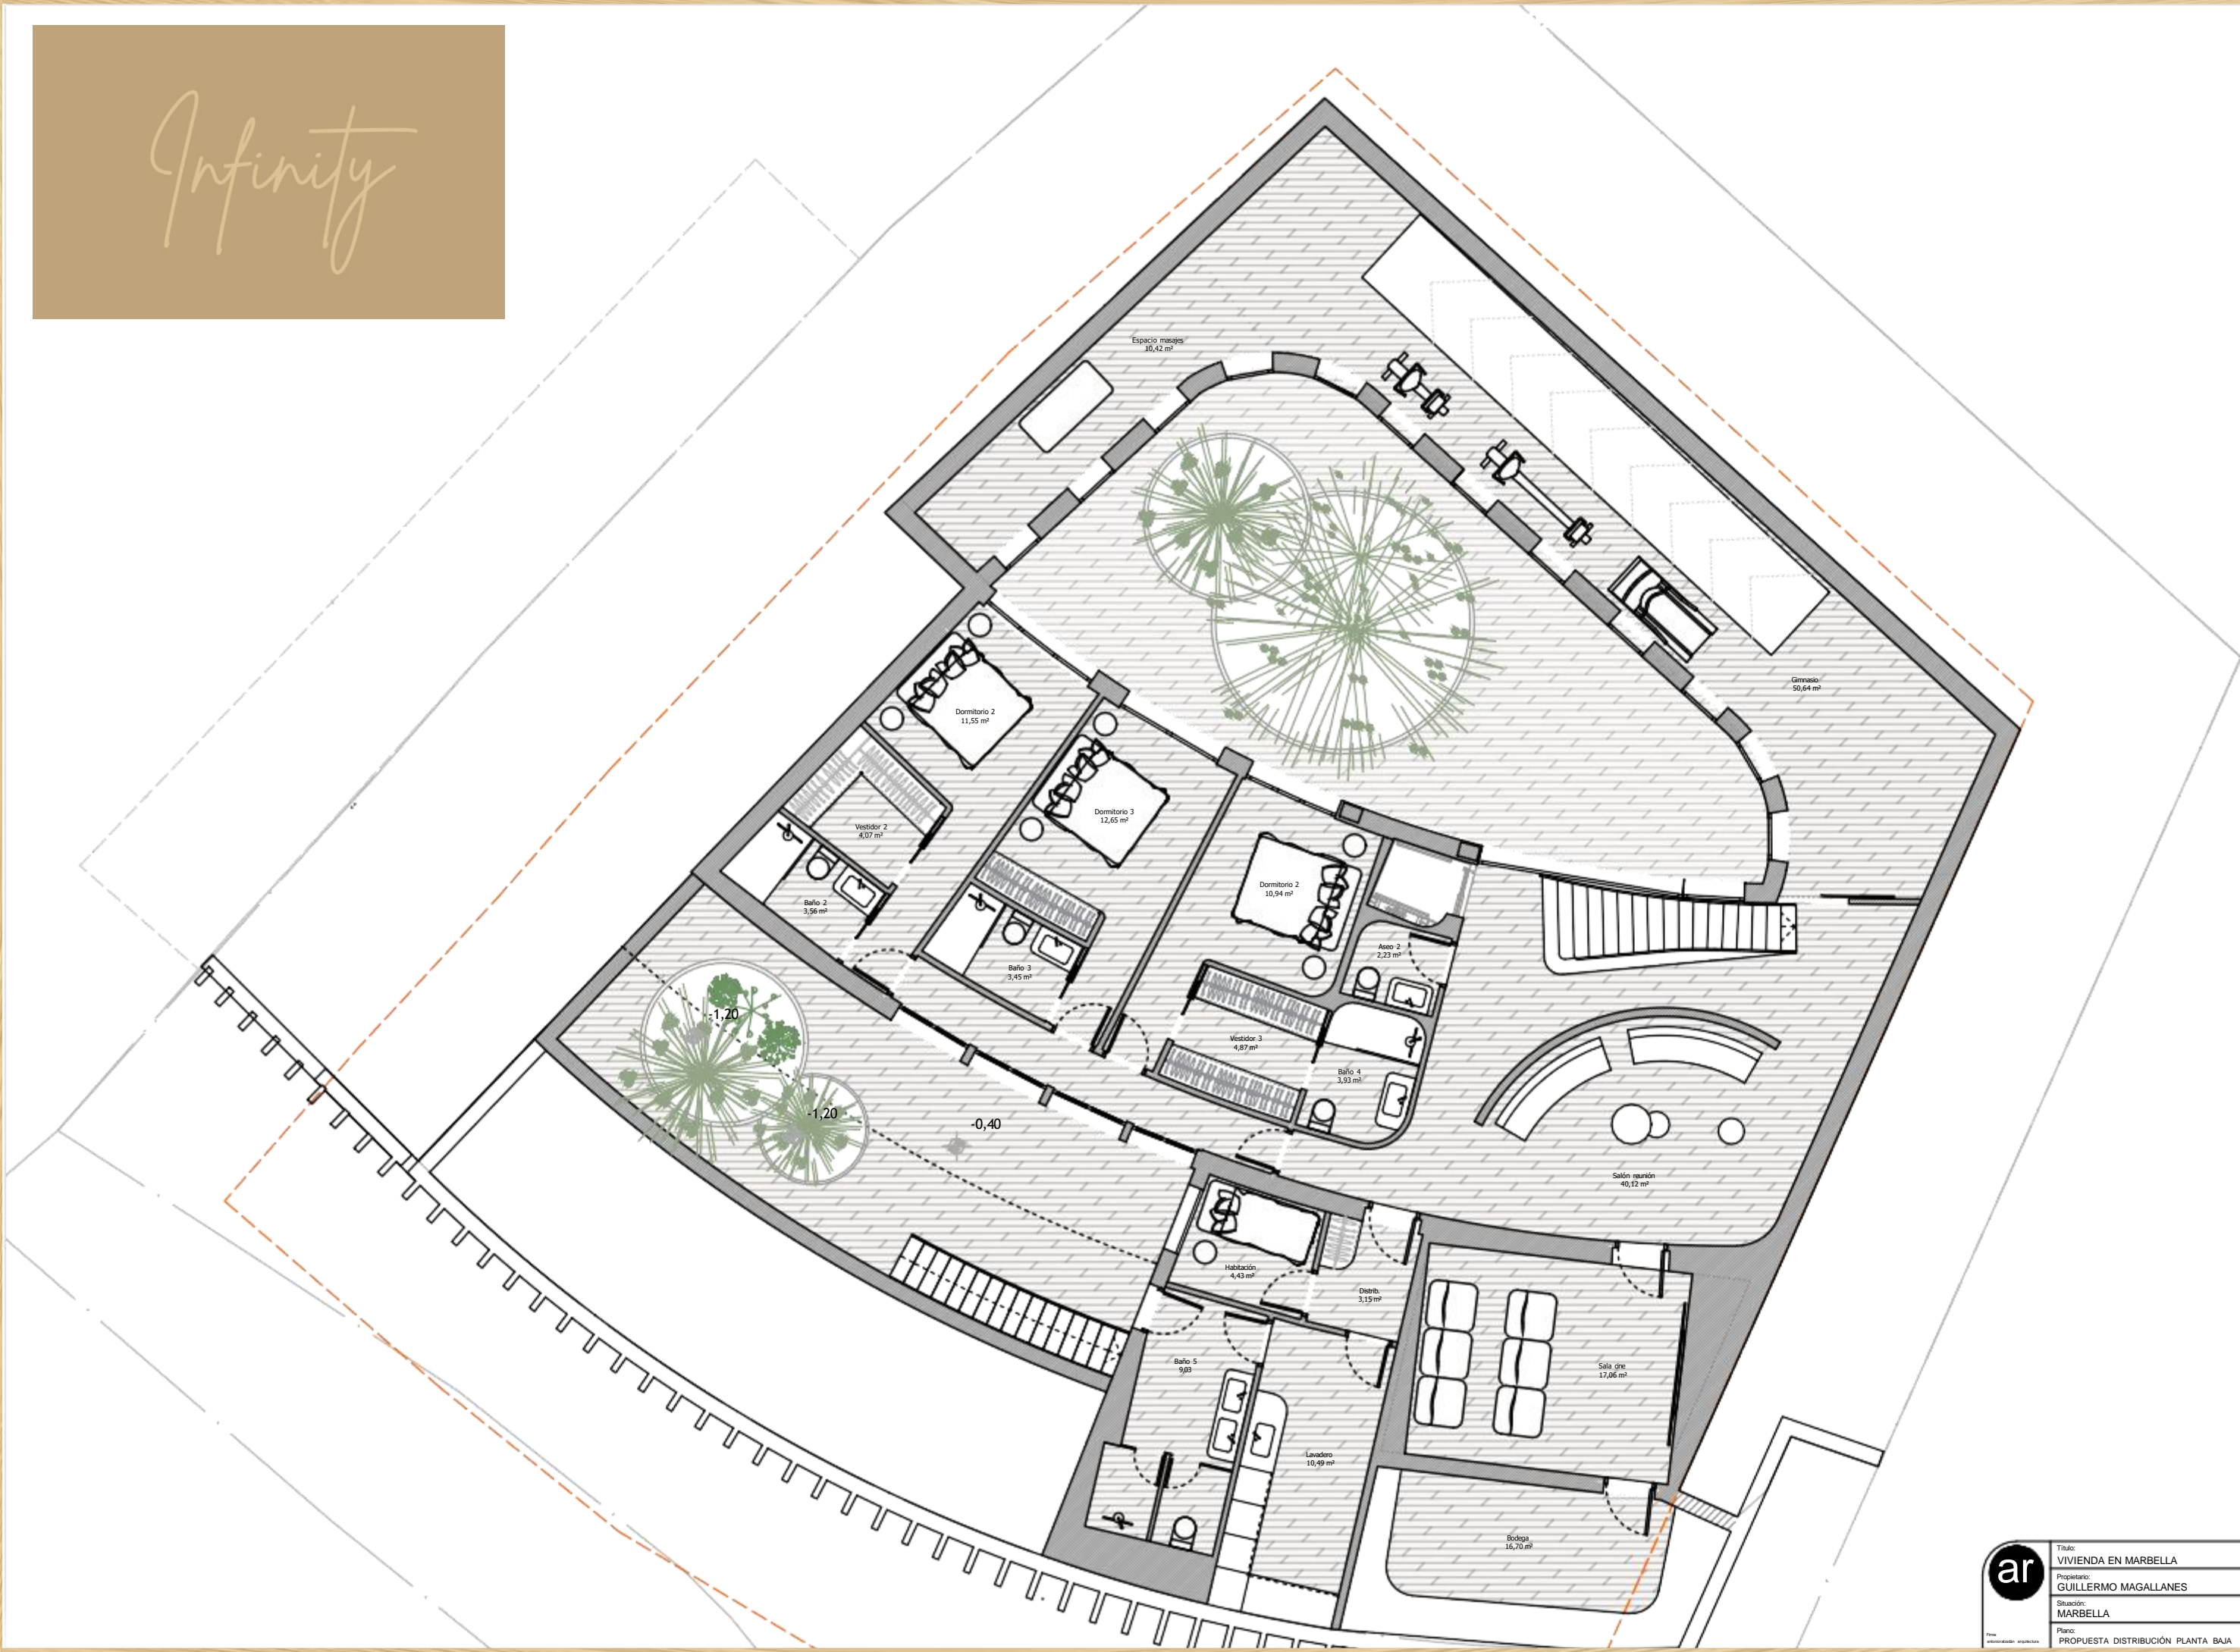 Infinity
Espacio masajes
10,42 m²
Gimnasio
50,64 m²
Dormitorio 2
11,55 m²
Dormitorio 3
12,65 m²
Vestidor 2
4,07 m²
Dormitorio 2
10,94 m²
Baño 2
3,56 m²
Aseo 2
2,23 m²
Baño 3
3,45 m²
-1,20
Vestidor 3
4,87 m²
Baño 4
3,93 m²
-1,20
-0,40
Salón reunión
40,12 m²
Habitación
4,43 m²
Distrib.
3,15 m²
Baño 5
9,03
Sala cine
17,06 m²
Lavadero
10,49 m²
Bodega
16,70 m²
ar
Título:
VIVIENDA EN MARBELLA
Propietario:
GUILLERMO MAGALLANES
Situación:
MARBELLA
Plano:
PROPUESTA DISTRIBUCIÓN PLANTA BAJA
Firma